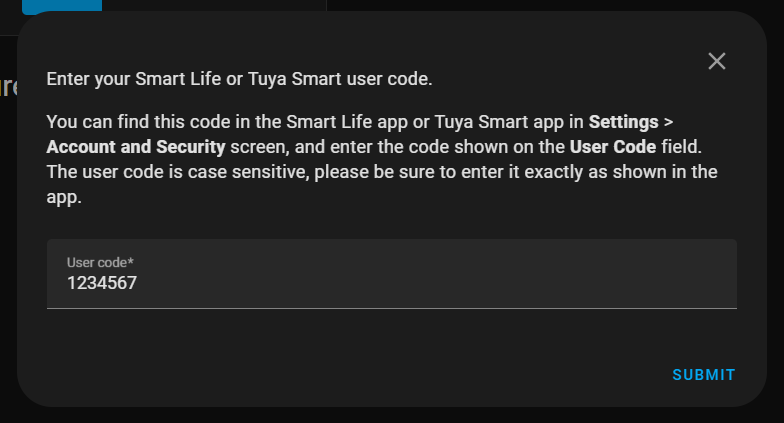 Enter your Smart Life or Tuya Smart user code.
You can find this code in the Smart Life app or Tuya Smart app in Settings >
Account and Security screen, and enter the code shown on the User Code field.
The user code is case sensitive, please be sure to enter it exactly as shown in the
app.
User code*
1234567
SUBMIT